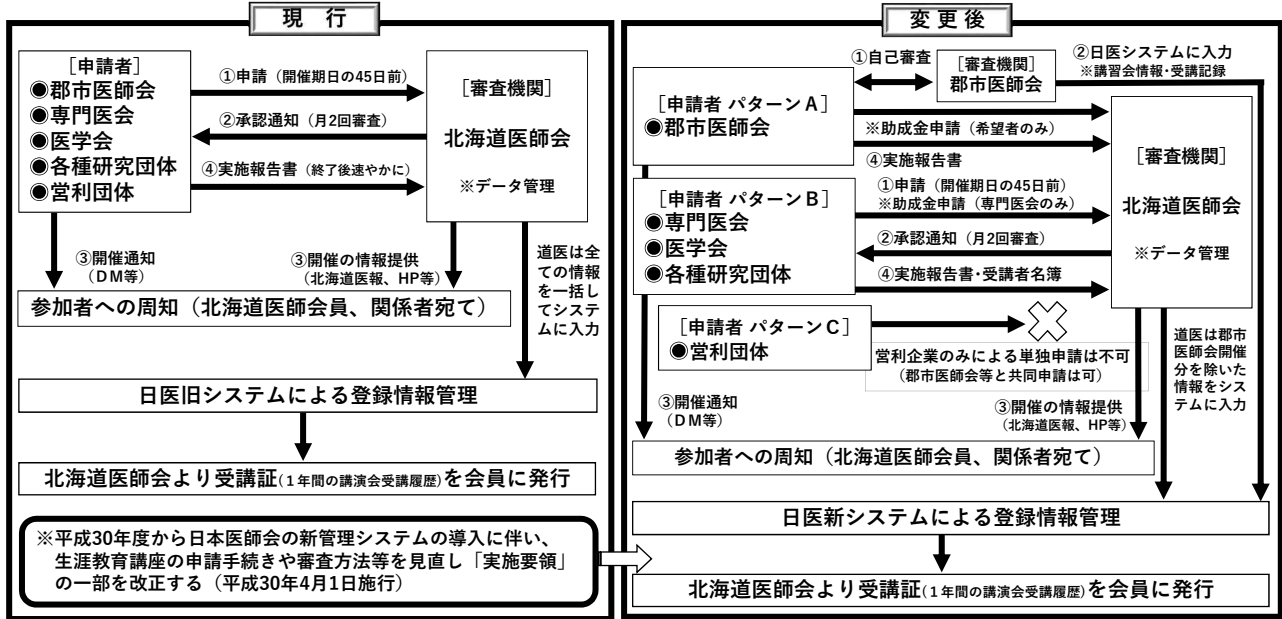 現　行
［申請者］
●郡市医師会
●専門医会
●医学会
●各種研究団体
●営利団体
①申請（開催期日の45日前）
②承認通知（月2回審査）
④実施報告書（終了後速やかに）
［審査機関］
北海道医師会
※データ管理
③開催通知
（DM等）
③開催の情報提供
（北海道医報、HP等）
道医は全
ての情報
を一括し
てシステ
ムに入力
参加者への周知（北海道医師会員、関係者宛て）
日医旧システムによる登録情報管理
北海道医師会より受講証（１年間の講演会受講履歴）を会員に発行
※平成30年度から日本医師会の新管理システムの導入に伴い、
生涯教育講座の申請手続きや審査方法等を見直し「実施要領」
の一部を改正する（平成30年4月1日施行）
変更後
［申請者 パターンＡ］
●郡市医師会
①自己審査
［審査機関］
郡市医師会
②日医システムに入力
※講習会情報・受講記録
※助成金申請（希望者のみ）
④実施報告書
［申請者 パターンＢ］
●専門医会
●医学会
●各種研究団体
①申請（開催期日の45日前）
※助成金申請（専門医会のみ）
②承認通知（月2回審査）
④実施報告書・受講者名簿
［審査機関］
北海道医師会
※データ管理
［申請者 パターンＣ］
●営利団体
営利企業のみによる単独申請は不可
（郡市医師会等と共同申請は可）
③開催通知
（DM等）
③開催の情報提供
（北海道医報、HP等）
道医は郡市
医師会開催
分を除いた
情報をシス
テムに入力
参加者への周知（北海道医師会員、関係者宛て）
日医新システムによる登録情報管理
北海道医師会より受講証（１年間の講演会受講履歴）を会員に発行